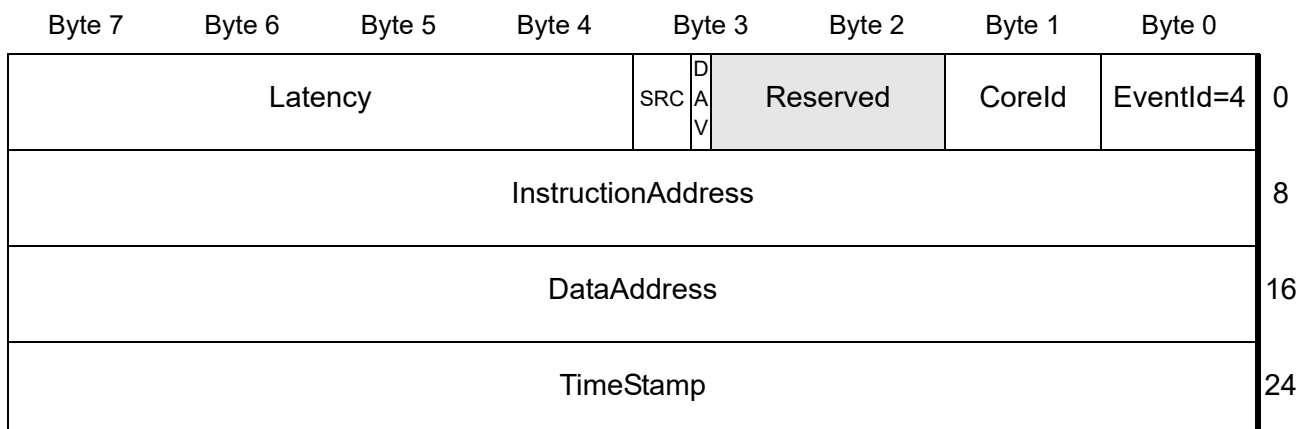 Byte 7 Byte 6 Byte 5 Byte 4 Byte 3 Byte 2 Byte 1 Byte 0
Latency SRC DAV Reserved CoreId EventId=4 0
InstructionAddress 8
DataAddress 16
TimeStamp 24